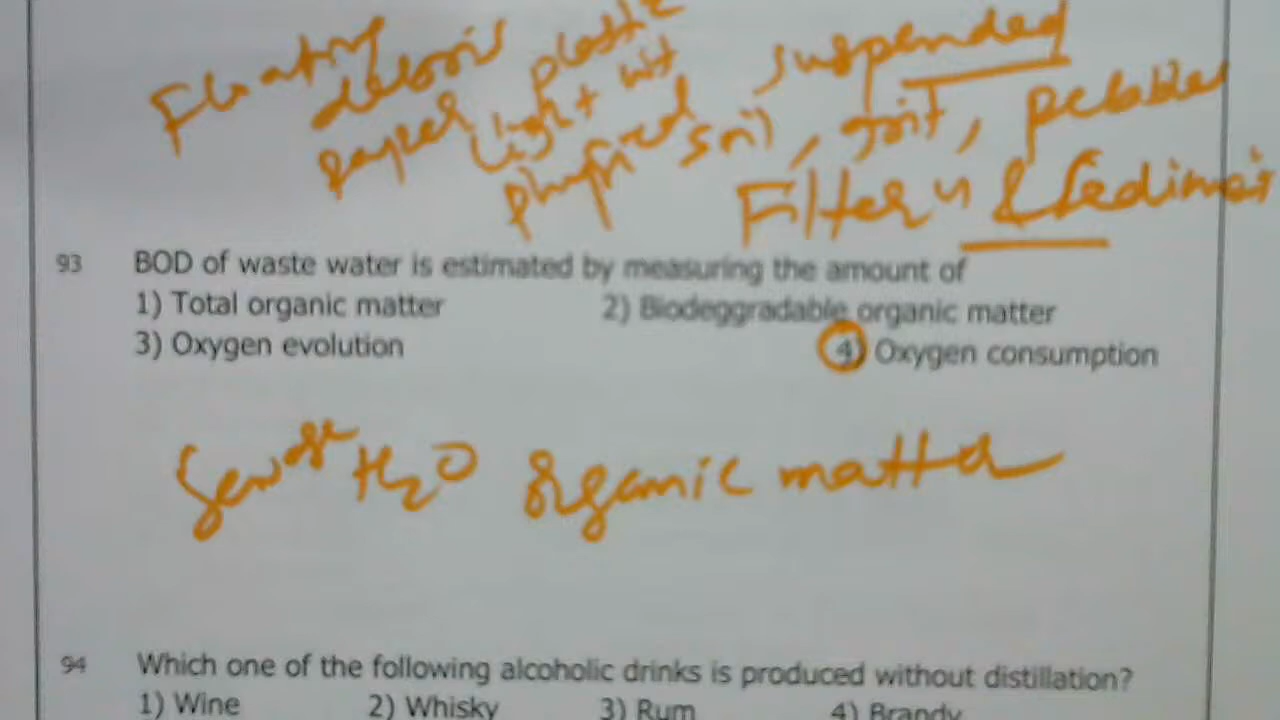 Floating suspended
debris plastic
paper light wt soil, grit, pebbles
physical Filter n & Sedimen
93 BOD of waste water is estimated by measuring the amount of
1) Total organic matter 2) Biodeggradable organic matter
3) Oxygen evolution 4) Oxygen consumption
Sewage H2O Organic matter
94 Which one of the following alcoholic drinks is produced without distillation?
1) Wine 2) Whisky 3) Rum 4) Brandy